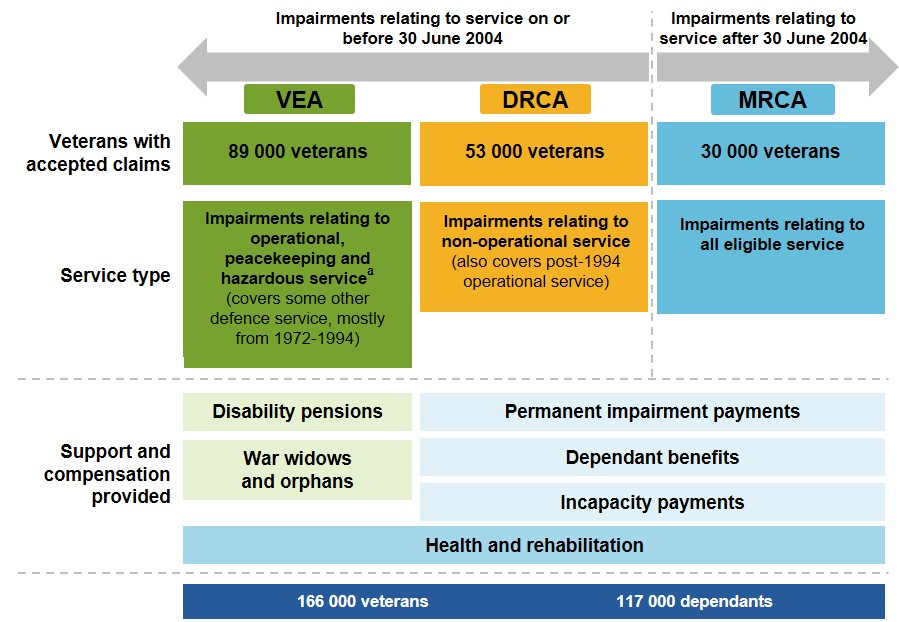 Impairments relating to service on or
before 30 June 2004
Impairments relating to
service after 30 June 2004
VEA
DRCA
MRCA
Veterans with
accepted claims
89 000 veterans
53 000 veterans
30 000 veterans
Service type
Impairments relating to
operational,
peacekeeping and
hazardous serviceᵃ
(covers some other
defence service, mostly
from 1972-1994)
Impairments relating to
non-operational service
(also covers post-1994
operational service)
Impairments relating to
all eligible service
Support and
compensation
provided
Disability pensions
War widows
and orphans
Permanent impairment payments
Dependant benefits
Incapacity payments
Health and rehabilitation
166 000 veterans
117 000 dependants